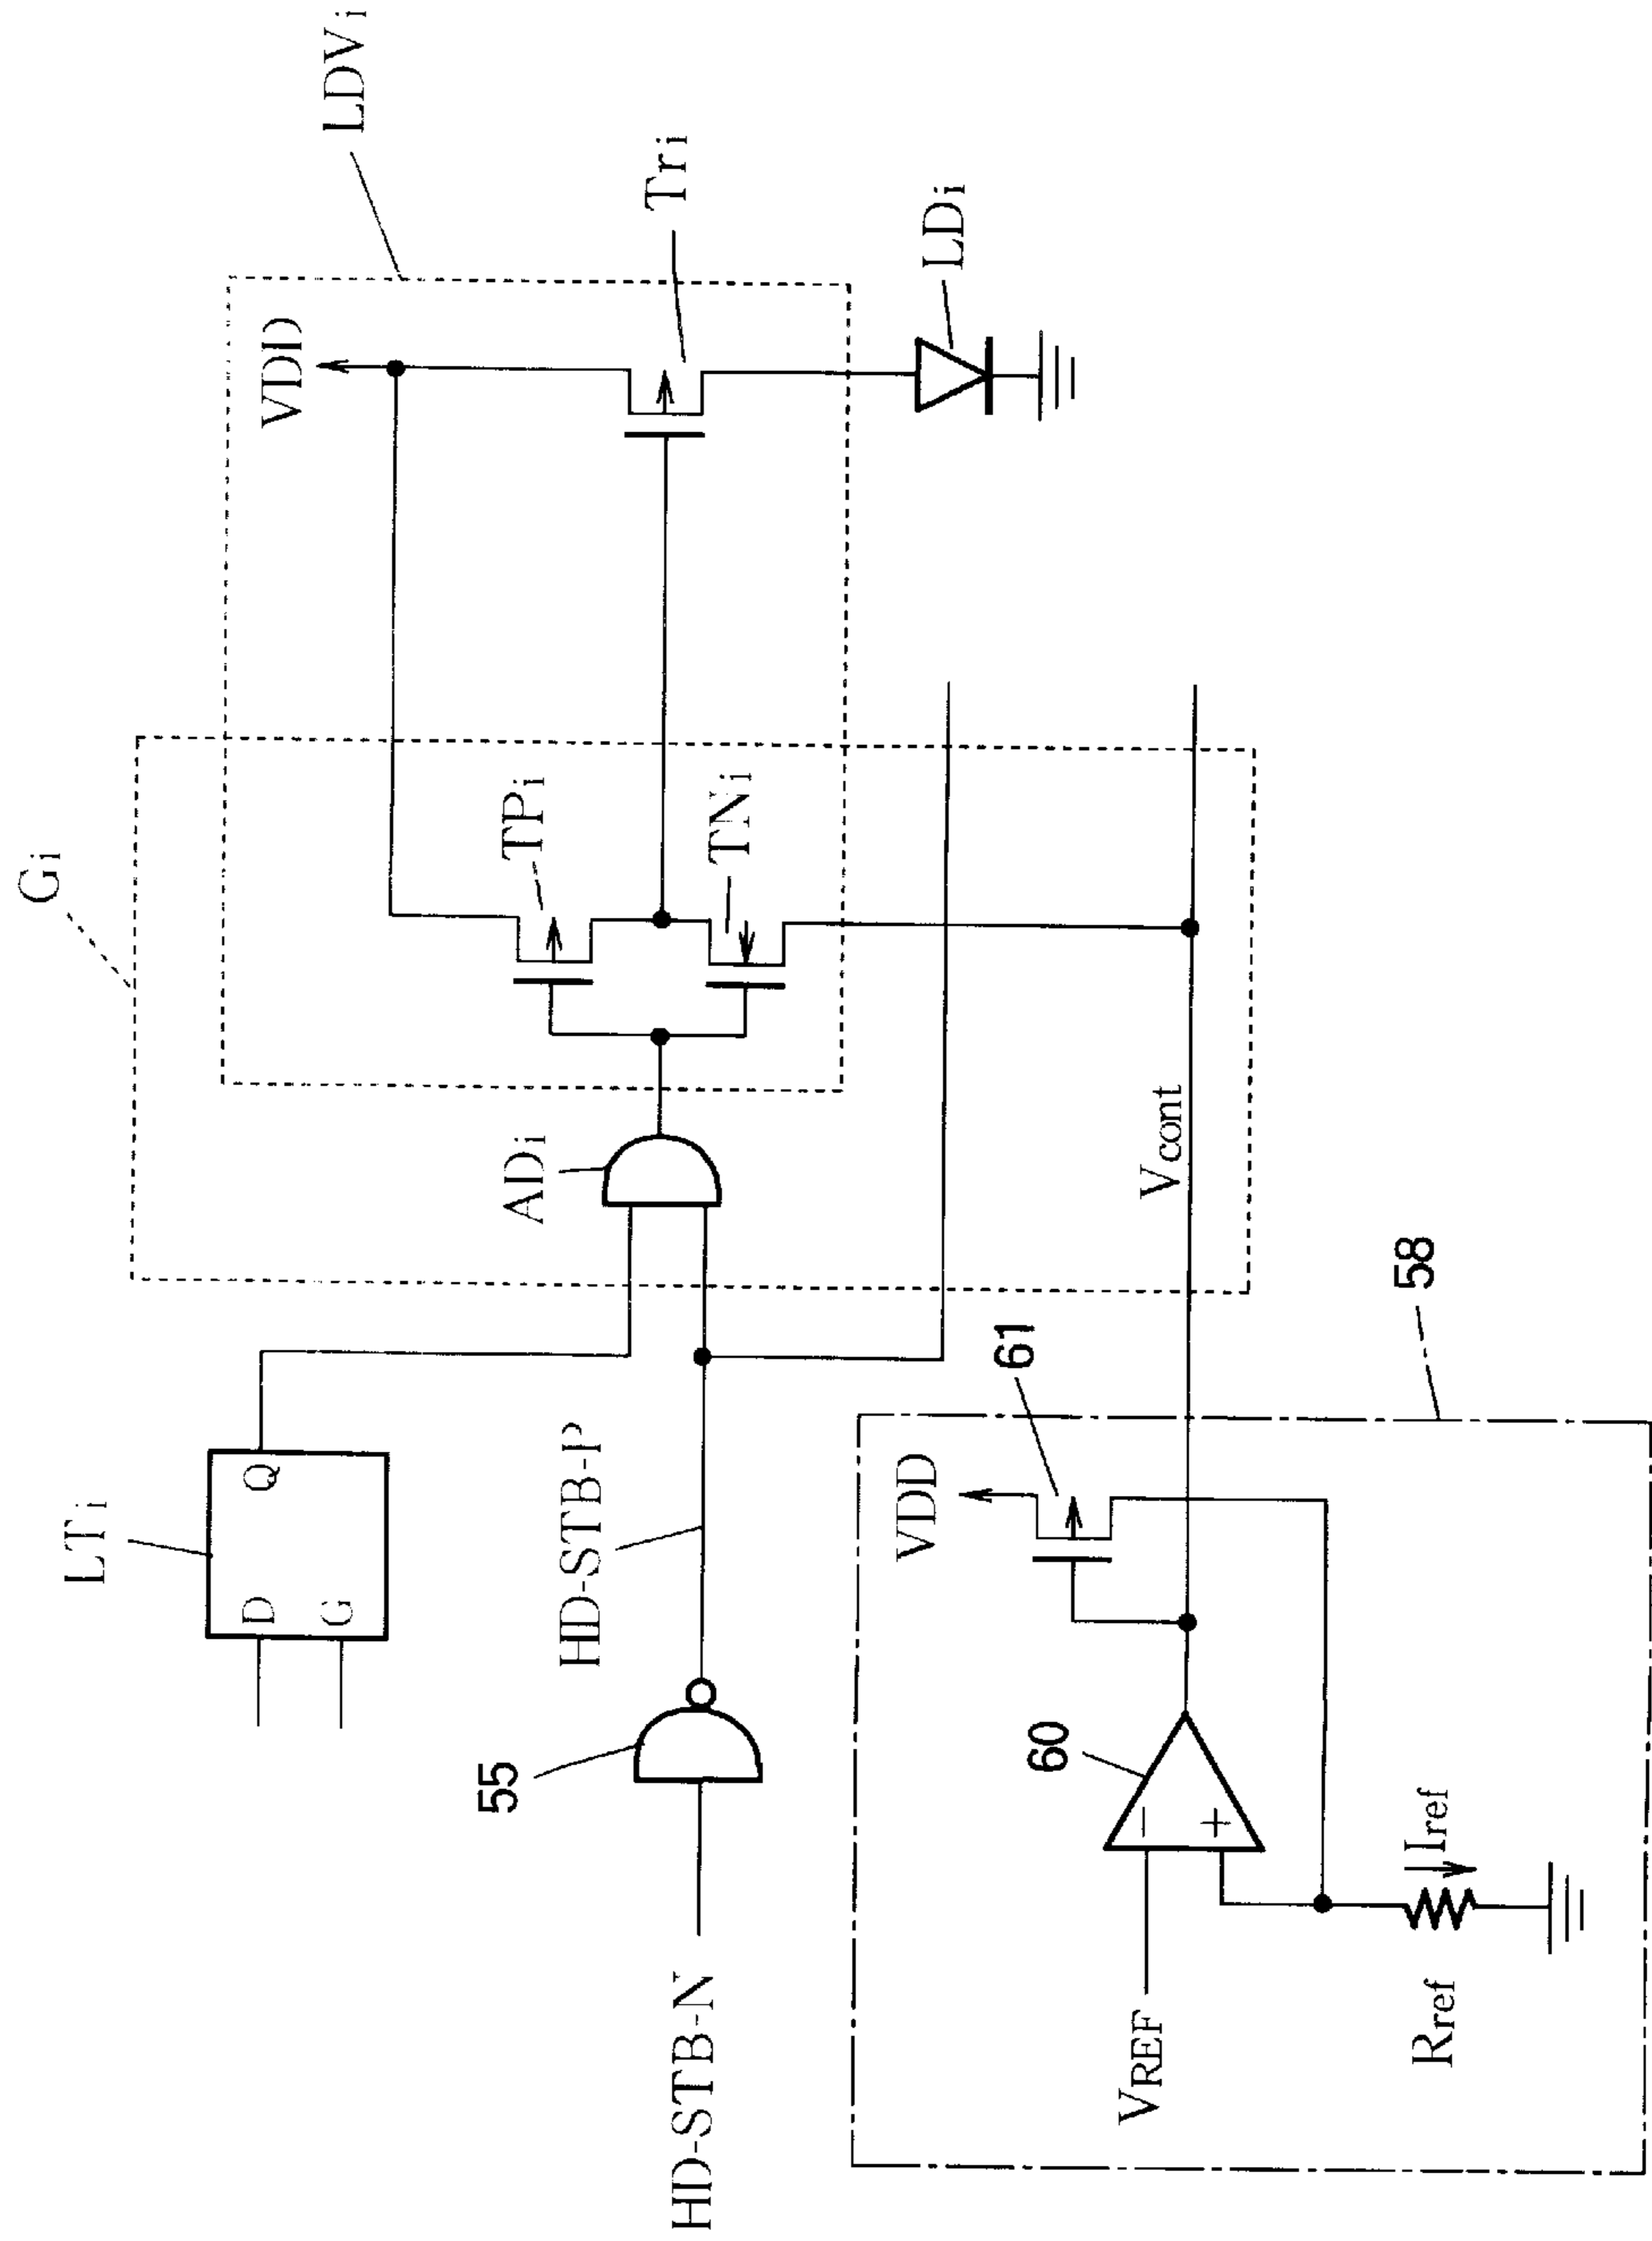 Gi
LDVi
VDD
TPi
Tri
TNi
LDi
LTi
D
Q
G
ADi
HD-STB-P
55
HD-STB-N
Vcont
58
VDD
61
60
−
+
VREF
Rref
Iref